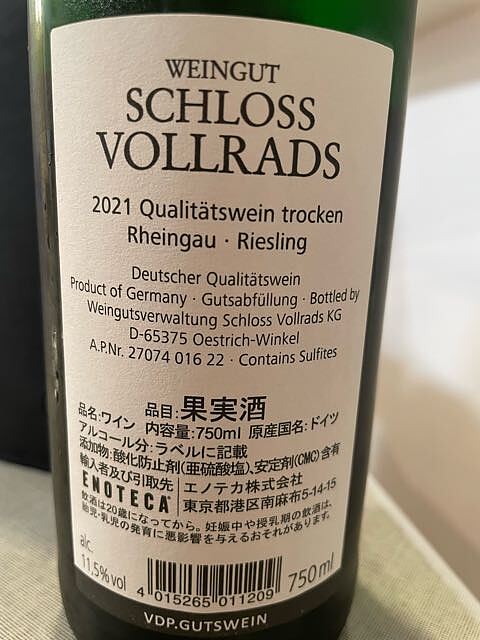 WEINGUT
SCHLOSS
VOLLRADS
2021 Qualitätswein trocken
Rheingau · Riesling
Deutscher Qualitätswein
Product of Germany · Gutsabfüllung · Bottled by
Weingutsverwaltung Schloss Vollrads KG
D-65375 Oestrich-Winkel
A.P.Nr. 27074 016 22 · Contains Sulfites
品名:ワイン 品目:果実酒
アルコール分:ラベルに記載 内容量:750ml 原産国名:ドイツ
添加物:酸化防止剤(亜硫酸塩)、安定剤(CMC)含有
輸入者及び引取先 エノテカ株式会社
ENOTECA 東京都港区南麻布5-14-15
飲酒は20歳になってから。妊娠中や授乳期の飲酒は、
胎児・乳児の発育に悪影響を与えるおそれがあります。
alc.
11,5% vol
4 015265 011209
750 ml
VDP.GUTSWEIN